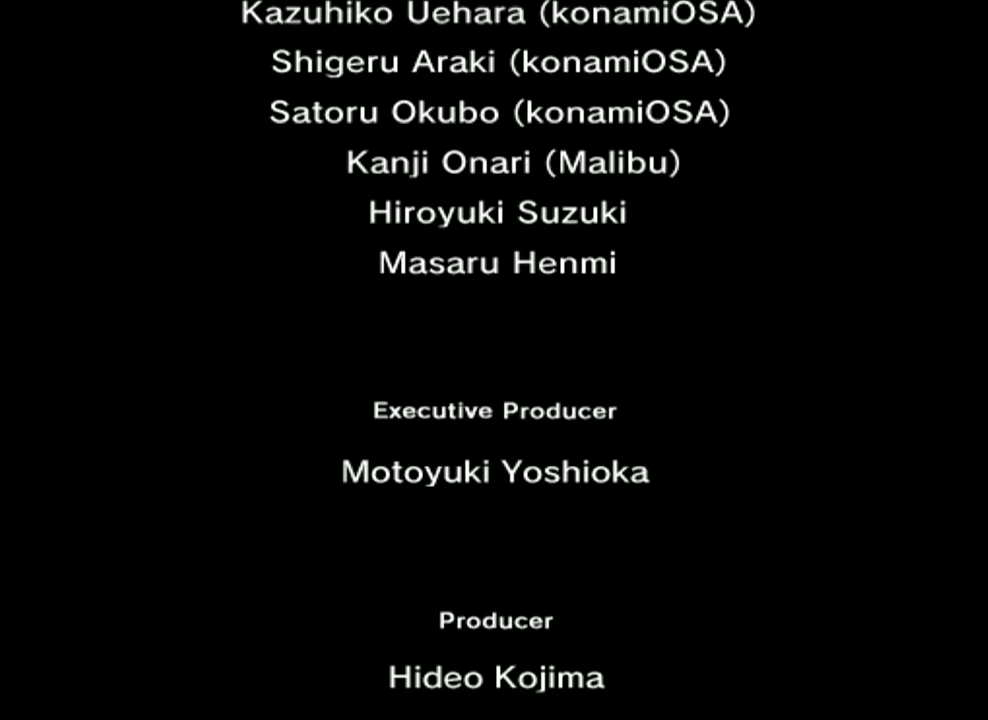 Kazuhiko Uehara (konamiOSA)
Shigeru Araki (konamiOSA)
Satoru Okubo (konamiOSA)
Kanji Onari (Malibu)
Hiroyuki Suzuki
Masaru Henmi
Executive Producer
Motoyuki Yoshioka
Producer
Hideo Kojima